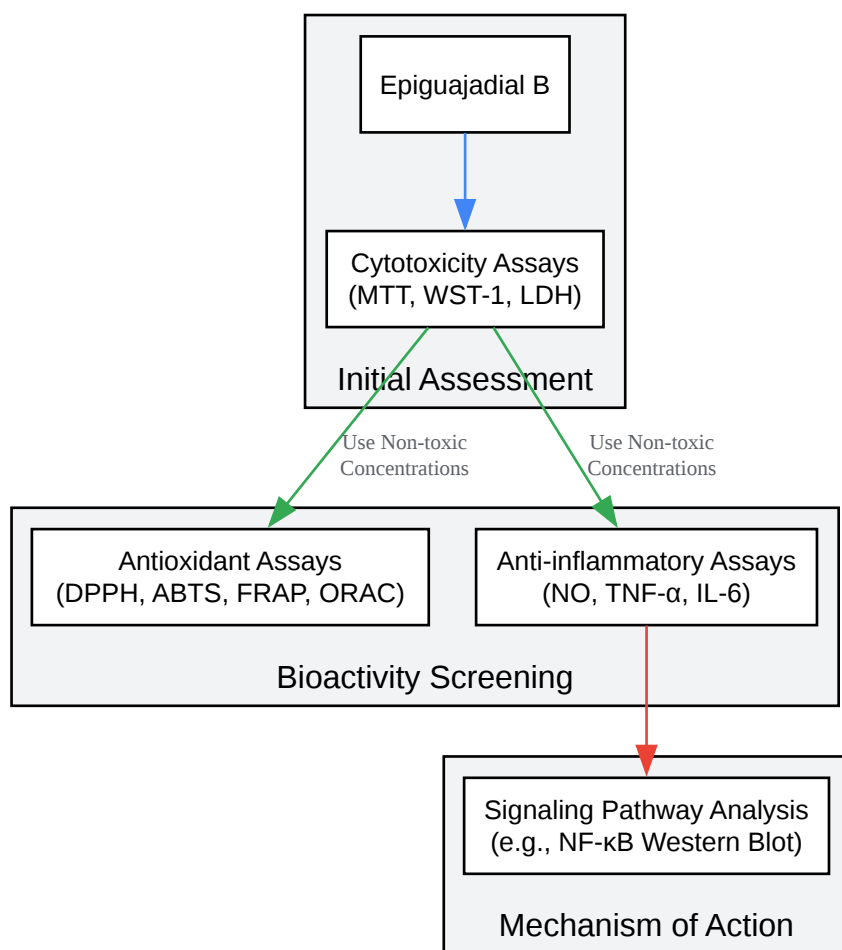 Epiguajadial B
Cytotoxicity Assays
(MTT, WST-1, LDH)
Initial Assessment
Use Non-toxic
Concentrations
Use Non-toxic
Concentrations
Antioxidant Assays
(DPPH, ABTS, FRAP, ORAC)
Anti-inflammatory Assays
(NO, TNF-α, IL-6)
Bioactivity Screening
Signaling Pathway Analysis
(e.g., NF-κB Western Blot)
Mechanism of Action